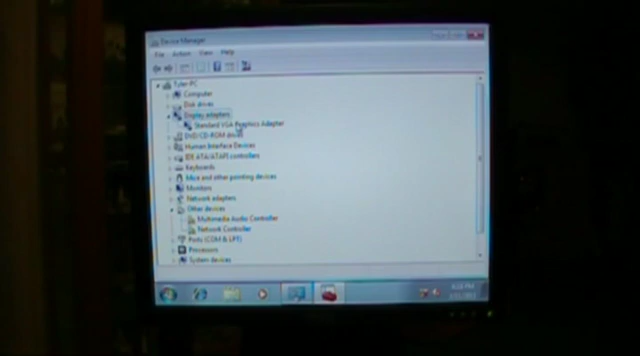 Device Manager
File Action View Help
Tyler-PC
Computer
Disk drives
Display adapters
Standard VGA Graphics Adapter
DVD/CD-ROM drives
Human Interface Devices
IDE ATA/ATAPI controllers
Keyboards
Mice and other pointing devices
Monitors
Network adapters
Other devices
Multimedia Audio Controller
Network Controller
Ports (COM & LPT)
Processors
System devices